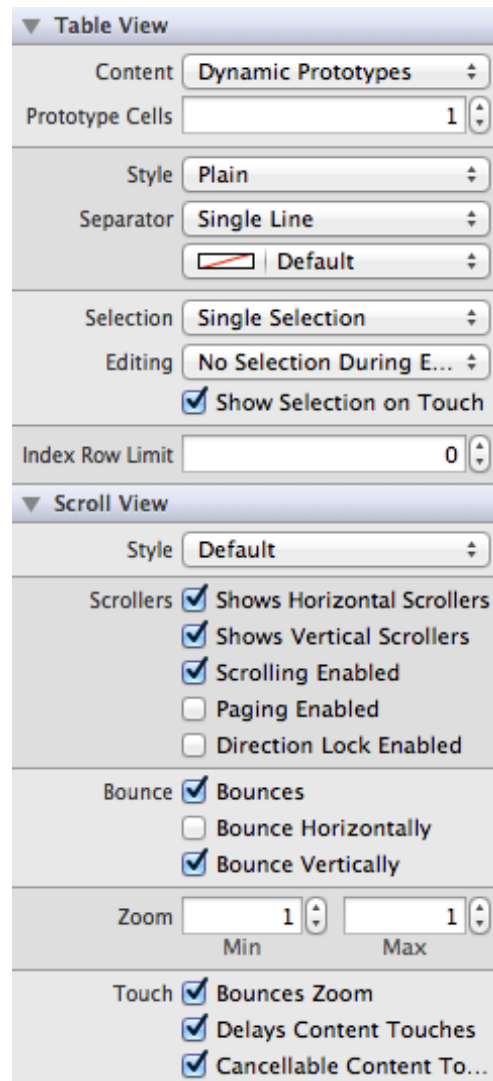 Table View
Content Dynamic Prototypes
Prototype Cells 1
Style Plain
Separator Single Line
Default
Selection Single Selection
Editing No Selection During E...
Show Selection on Touch
Index Row Limit 0
Scroll View
Style Default
Scrollers Shows Horizontal Scrollers
Shows Vertical Scrollers
Scrolling Enabled
Paging Enabled
Direction Lock Enabled
Bounce Bounces
Bounce Horizontally
Bounce Vertically
Zoom 1 1
Min Max
Touch Bounces Zoom
Delays Content Touches
Cancellable Content To...